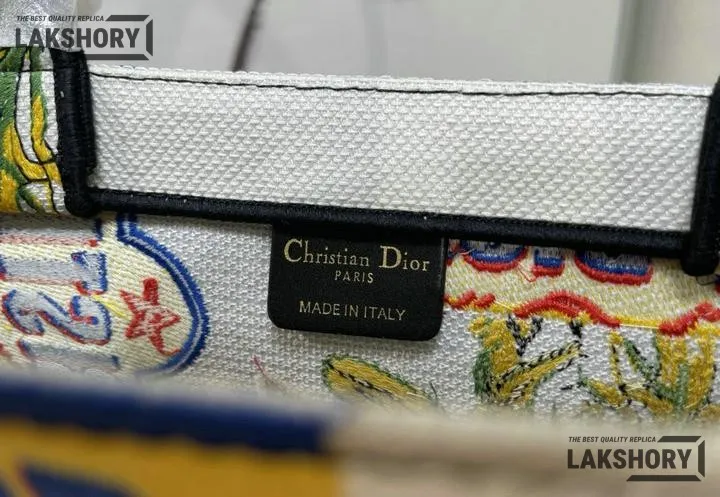 THE BEST QUALITY REPLICA
LAKSHORY
Christian Dior
PARIS
MADE IN ITALY
THE BEST QUALITY REPLICA
LAKSHORY